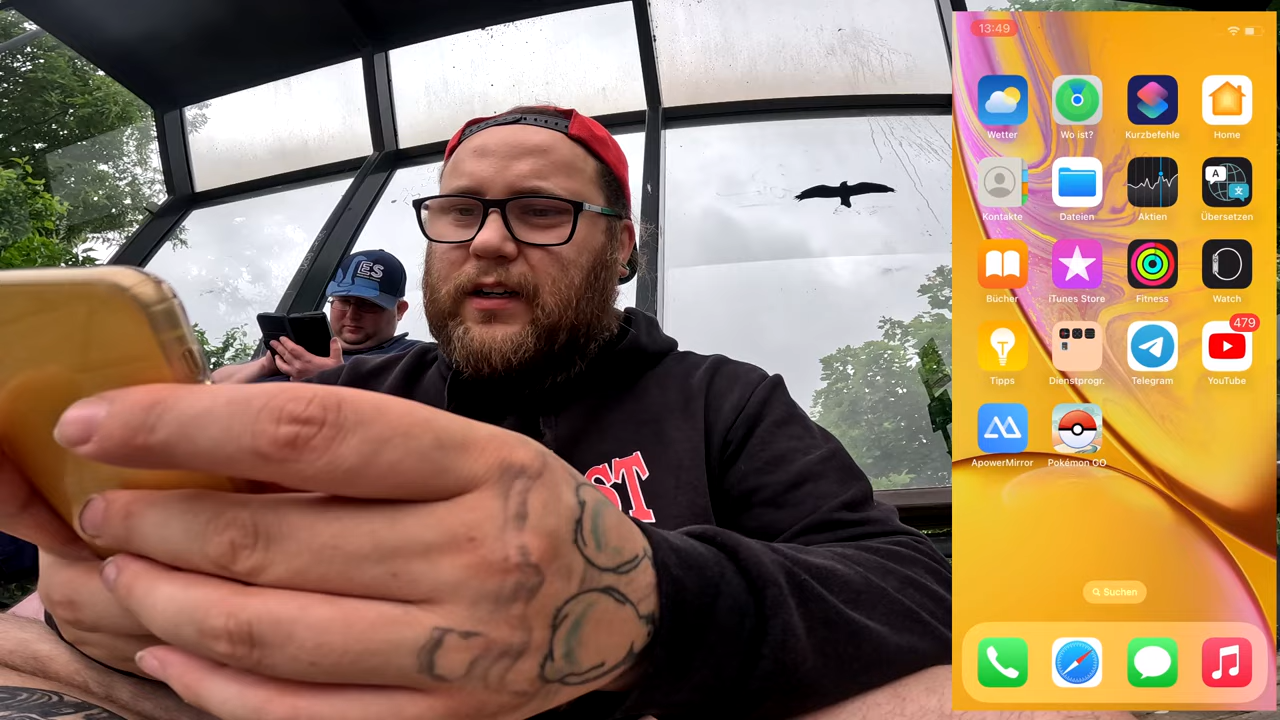 13:49
Wetter
Wo ist?
Kurzbefehle
Home
Kontakte
Dateien
Aktien
A
文
Übersetzen
Bücher
iTunes Store
Fitness
Watch
479
Tipps
Dienstprogr.
Telegram
YouTube
ApowerMirror
Pokémon GO
Suchen
ES
ST